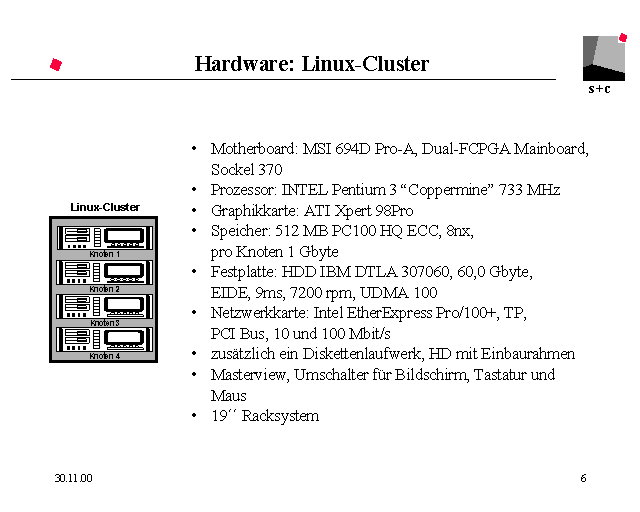 Hardware: Linux-Cluster
s+c
• Motherboard: MSI 694D Pro-A, Dual-FCPGA Mainboard,
Sockel 370
• Prozessor: INTEL Pentium 3 “Coppermine” 733 MHz
• Graphikkarte: ATI Xpert 98Pro
• Speicher: 512 MB PC100 HQ ECC, 8nx,
pro Knoten 1 Gbyte
• Festplatte: HDD IBM DTLA 307060, 60,0 Gbyte,
EIDE, 9ms, 7200 rpm, UDMA 100
• Netzwerkkarte: Intel EtherExpress Pro/100+, TP,
PCI Bus, 10 und 100 Mbit/s
• zusätzlich ein Diskettenlaufwerk, HD mit Einbaurahmen
• Masterview, Umschalter für Bildschirm, Tastatur und
Maus
• 19´´ Racksystem
Linux-Cluster
Knoten 1
Knoten 2
Knoten 3
Knoten 4
30.11.00
6